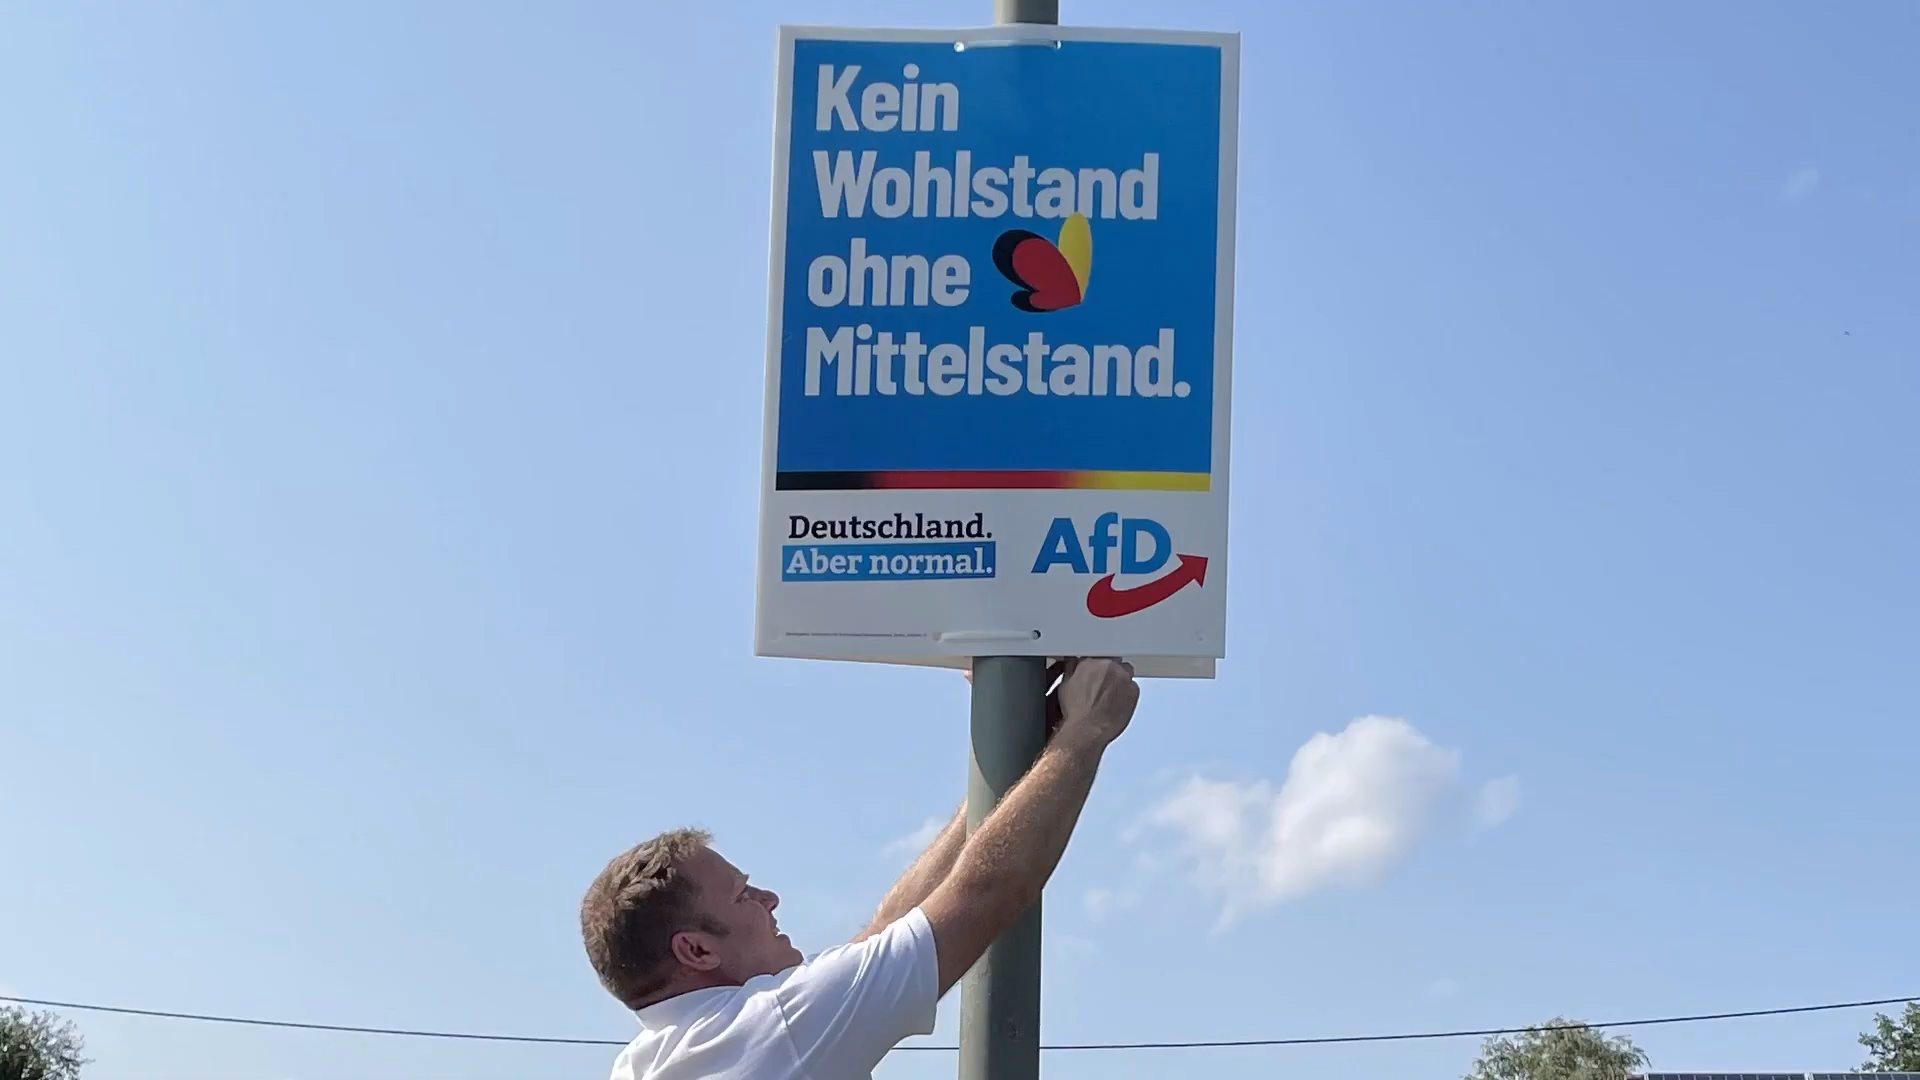 Kein
Wohlstand
ohne
Mittelstand.
Deutschland.
Aber normal.
AfD